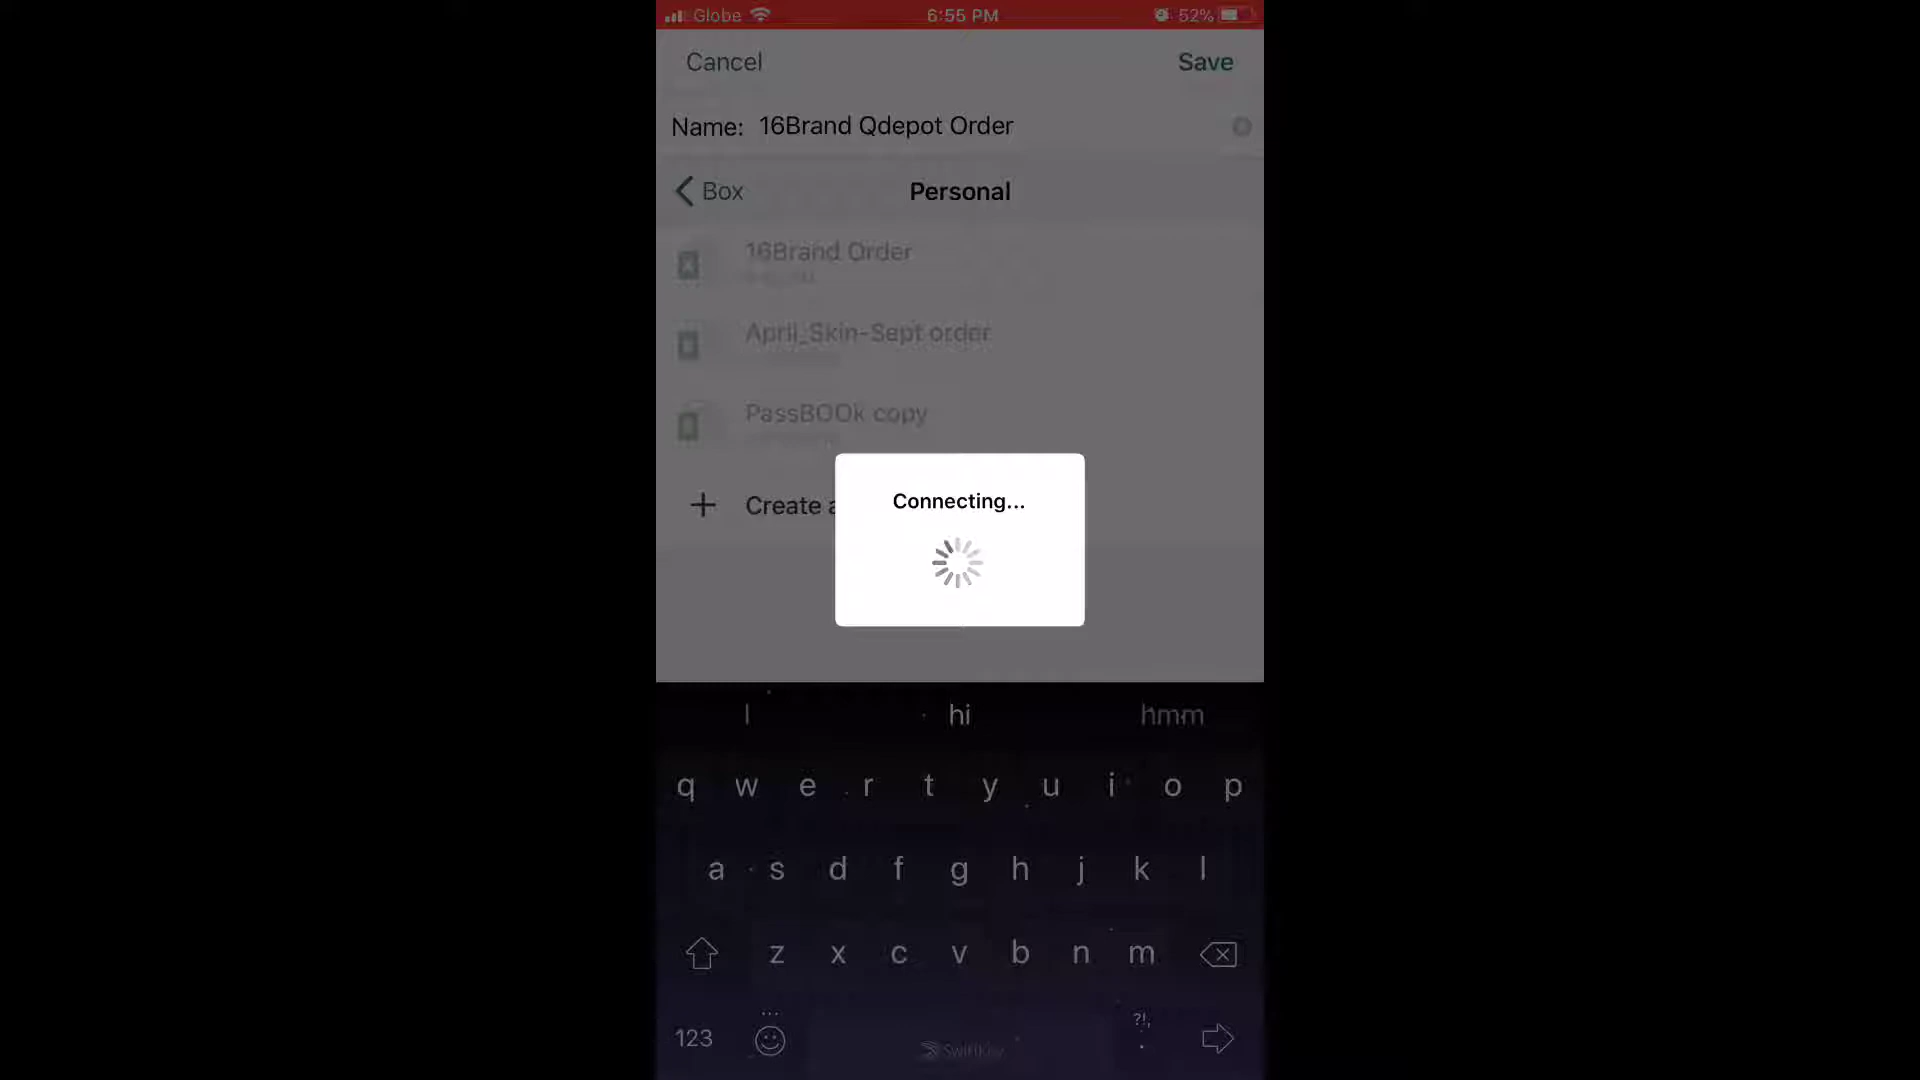 Globe 6:55 PM 52%
Cancel Save
Name: 16Brand Qdepot Order
Box Personal
16Brand Order
April_Skin-Sept order
PassBOOk copy
Create
Connecting...
hi hmm
q w e r t y u i o p
a s d f g h j k l
z x c v b n m
?!,
123 .
SwiftKey